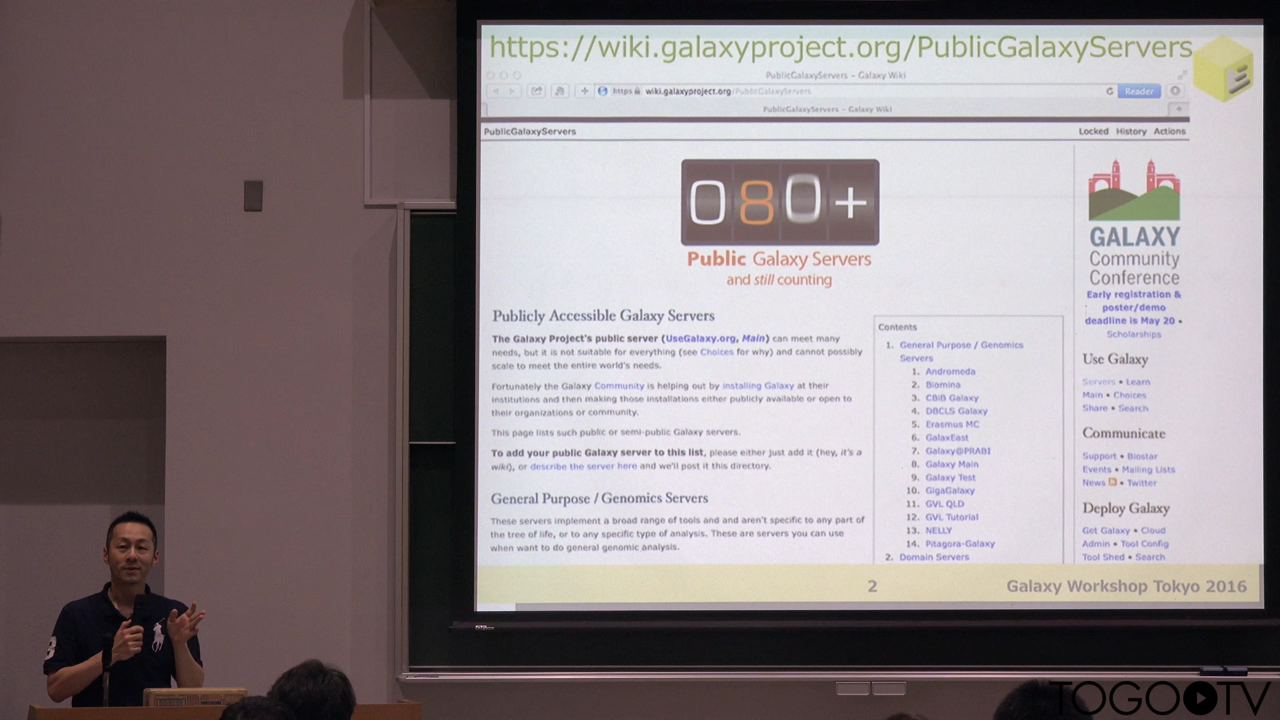 https://wiki.galaxyproject.org/PublicGalaxyServers
PublicGalaxyServers – Galaxy Wiki
https wiki.galaxyproject.org/PublicGalaxyServers
Reader
PublicGalaxyServers – Galaxy Wiki
PublicGalaxyServers
Locked History Actions
080+
Public Galaxy Servers
and still counting
Publicly Accessible Galaxy Servers
The Galaxy Project's public server (UseGalaxy.org, Main) can meet many
needs, but it is not suitable for everything (see Choices for why) and cannot possibly
scale to meet the entire world's needs.
Fortunately the Galaxy Community is helping out by installing Galaxy at their
institutions and then making those installations either publicly available or open to
their organizations or community.
This page lists such public or semi-public Galaxy servers.
To add your public Galaxy server to this list, please either just add it (hey, it's a
wiki), or describe the server here and we'll post it this directory.
General Purpose / Genomics Servers
These servers implement a broad range of tools and and aren't specific to any part of
the tree of life, or to any specific type of analysis. These are servers you can use
when want to do general genomic analysis.
Contents
1. General Purpose / Genomics
Servers
1. Andromeda
2. Biomina
3. CBiB Galaxy
4. DBCLS Galaxy
5. Erasmus MC
6. GalaxEast
7. Galaxy@PRABI
8. Galaxy Main
9. Galaxy Test
10. GigaGalaxy
11. GVL QLD
12. GVL Tutorial
13. NELLY
14. Pitagora-Galaxy
2. Domain Servers
GALAXY
Community
Conference
Early registration &
poster/demo
deadline is May 20 •
Scholarships
Use Galaxy
Servers • Learn
Main • Choices
Share • Search
Communicate
Support • Biostar
Events • Mailing Lists
News • Twitter
Deploy Galaxy
Get Galaxy • Cloud
Admin • Tool Config
Tool Shed • Search
2
Galaxy Workshop Tokyo 2016
3
TOGO TV